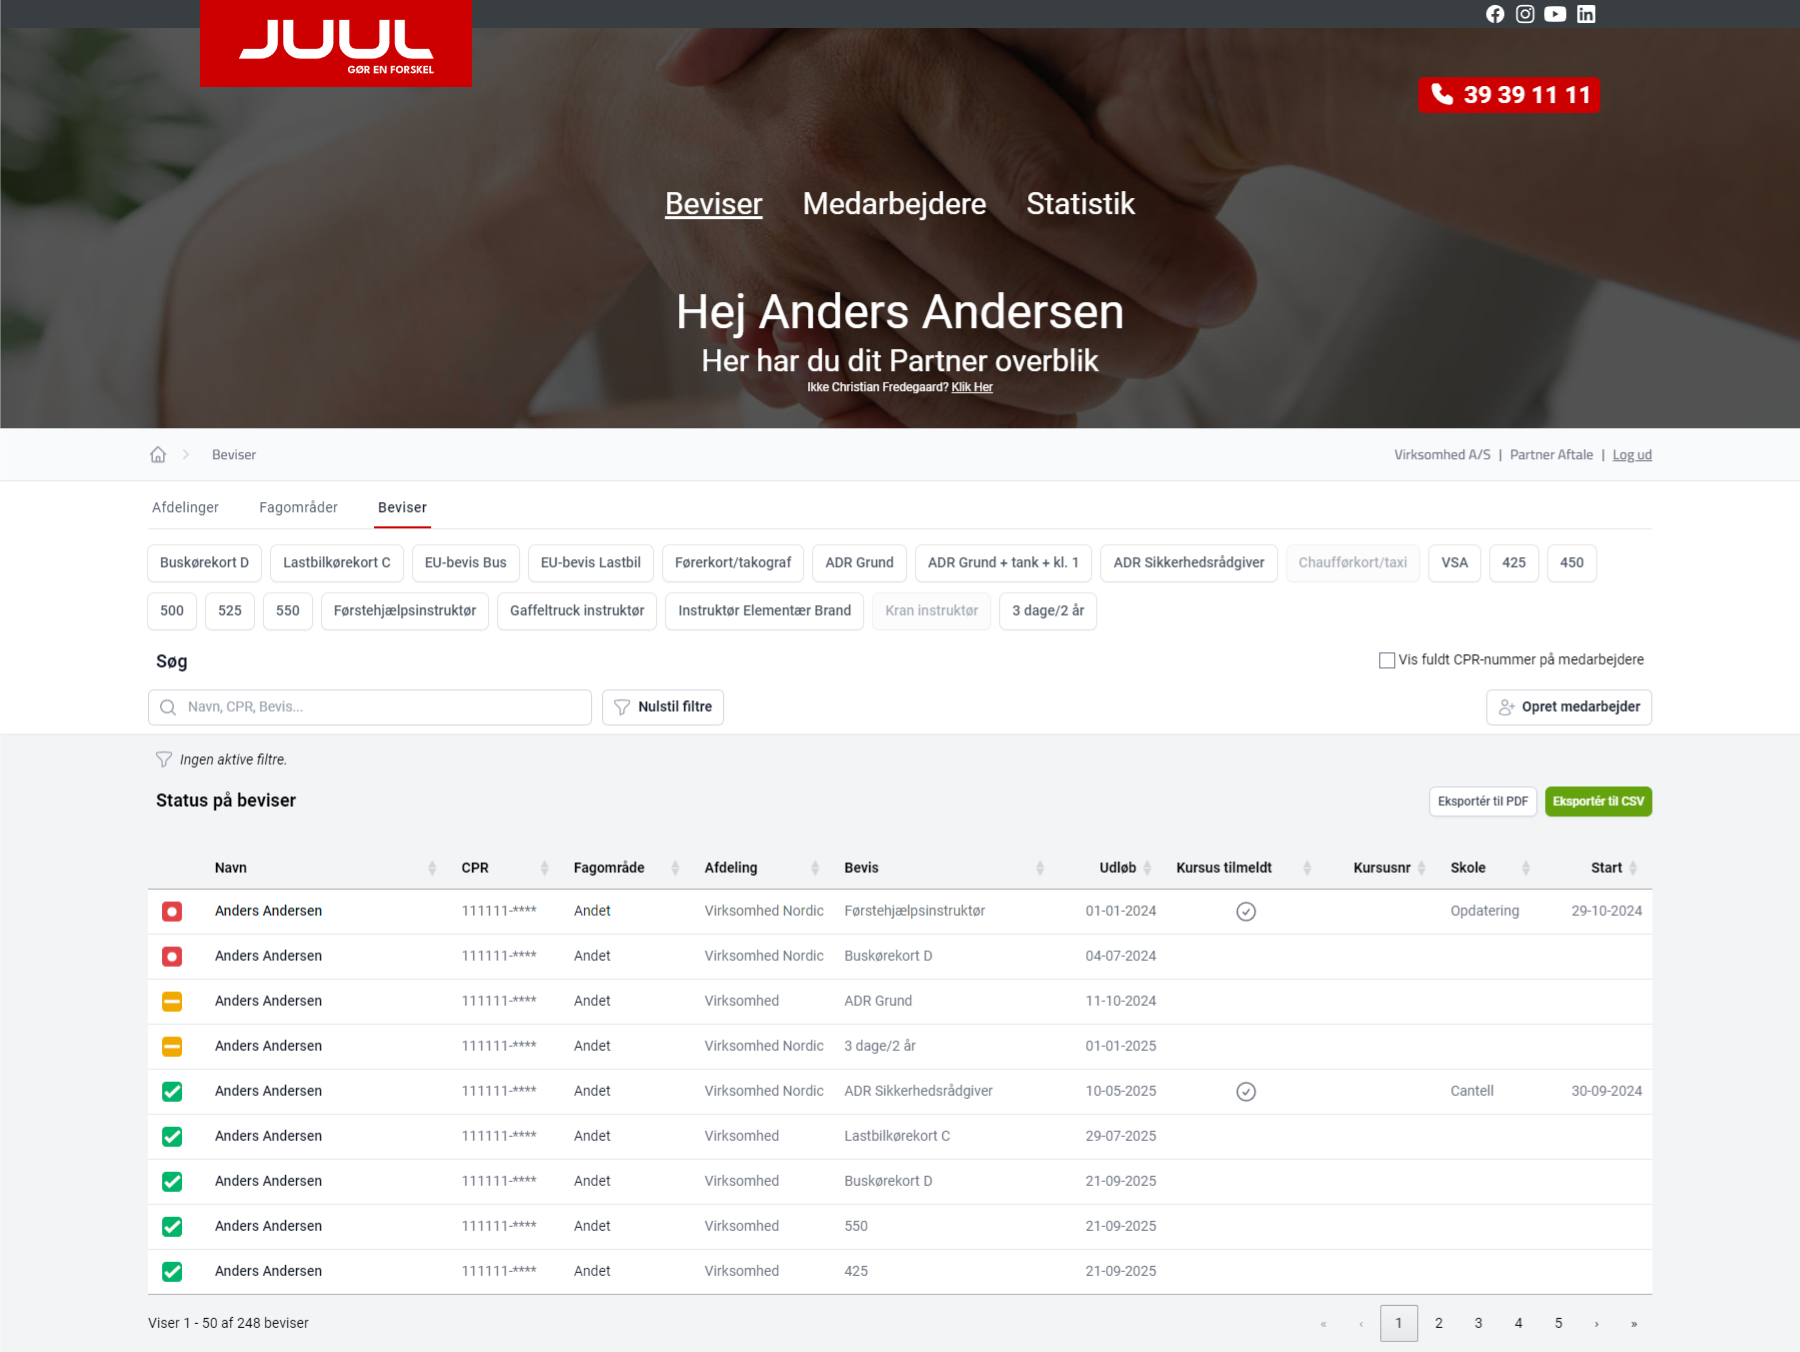 JUUL
GØR EN FORSKEL
39 39 11 11
Beviser Medarbejdere Statistik
Hej Anders Andersen
Her har du dit Partner overblik
Ikke Christian Fredegaard? Klik Her
Beviser
Virksomhed A/S | Partner Aftale | Log ud
Afdelinger Fagområder Beviser
Buskørekort D Lastbilkørekort C EU-bevis Bus EU-bevis Lastbil Førerkort/takograf ADR Grund ADR Grund + tank + kl. 1 ADR Sikkerhedsrådgiver Chaufførkort/taxi VSA 425 450
500 525 550 Førstehjælpsinstruktør Gaffeltruck instruktør Instruktør Elementær Brand Kran instruktør 3 dage/2 år
Søg
Vis fuldt CPR-nummer på medarbejdere
Navn, CPR, Bevis...
Nulstil filtre
Opret medarbejder
Ingen aktive filtre.
Status på beviser
Eksportér til PDF Eksportér til CSV
Navn CPR Fagområde Afdeling Bevis Udløb Kursus tilmeldt Kursusnr Skole Start
Anders Andersen 111111-**** Andet Virksomhed Nordic Førstehjælpsinstruktør 01-01-2024 Opdatering 29-10-2024
Anders Andersen 111111-**** Andet Virksomhed Nordic Buskørekort D 04-07-2024
Anders Andersen 111111-**** Andet Virksomhed ADR Grund 11-10-2024
Anders Andersen 111111-**** Andet Virksomhed Nordic 3 dage/2 år 01-01-2025
Anders Andersen 111111-**** Andet Virksomhed Nordic ADR Sikkerhedsrådgiver 10-05-2025 Cantell 30-09-2024
Anders Andersen 111111-**** Andet Virksomhed Lastbilkørekort C 29-07-2025
Anders Andersen 111111-**** Andet Virksomhed Buskørekort D 21-09-2025
Anders Andersen 111111-**** Andet Virksomhed 550 21-09-2025
Anders Andersen 111111-**** Andet Virksomhed 425 21-09-2025
Viser 1 - 50 af 248 beviser
« ‹ 1 2 3 4 5 › »